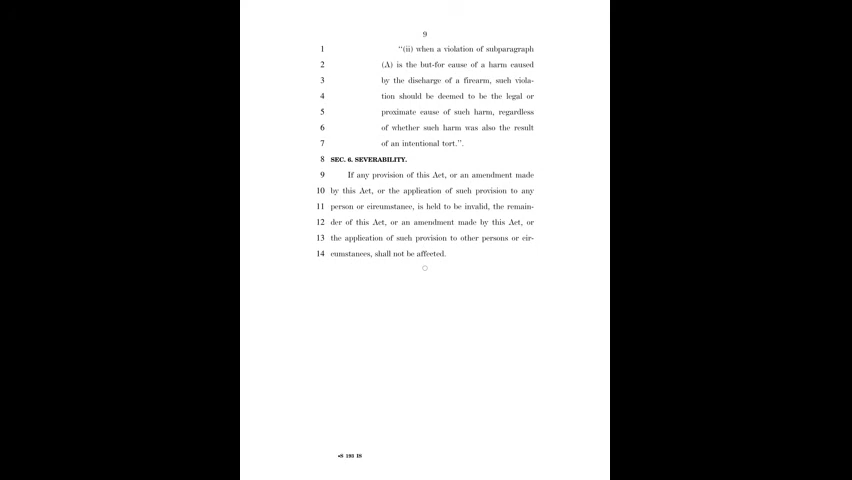 9
1 ‘‘(ii) when a violation of subparagraph
2 (A) is the but-for cause of a harm caused
3 by the discharge of a firearm, such viola-
4 tion should be deemed to be the legal or
5 proximate cause of such harm, regardless
6 of whether such harm was also the result
7 of an intentional tort.’’.
8 SEC. 6. SEVERABILITY.
9 If any provision of this Act, or an amendment made
10 by this Act, or the application of such provision to any
11 person or circumstance, is held to be invalid, the remain-
12 der of this Act, or an amendment made by this Act, or
13 the application of such provision to other persons or cir-
14 cumstances, shall not be affected.
•S 193 IS